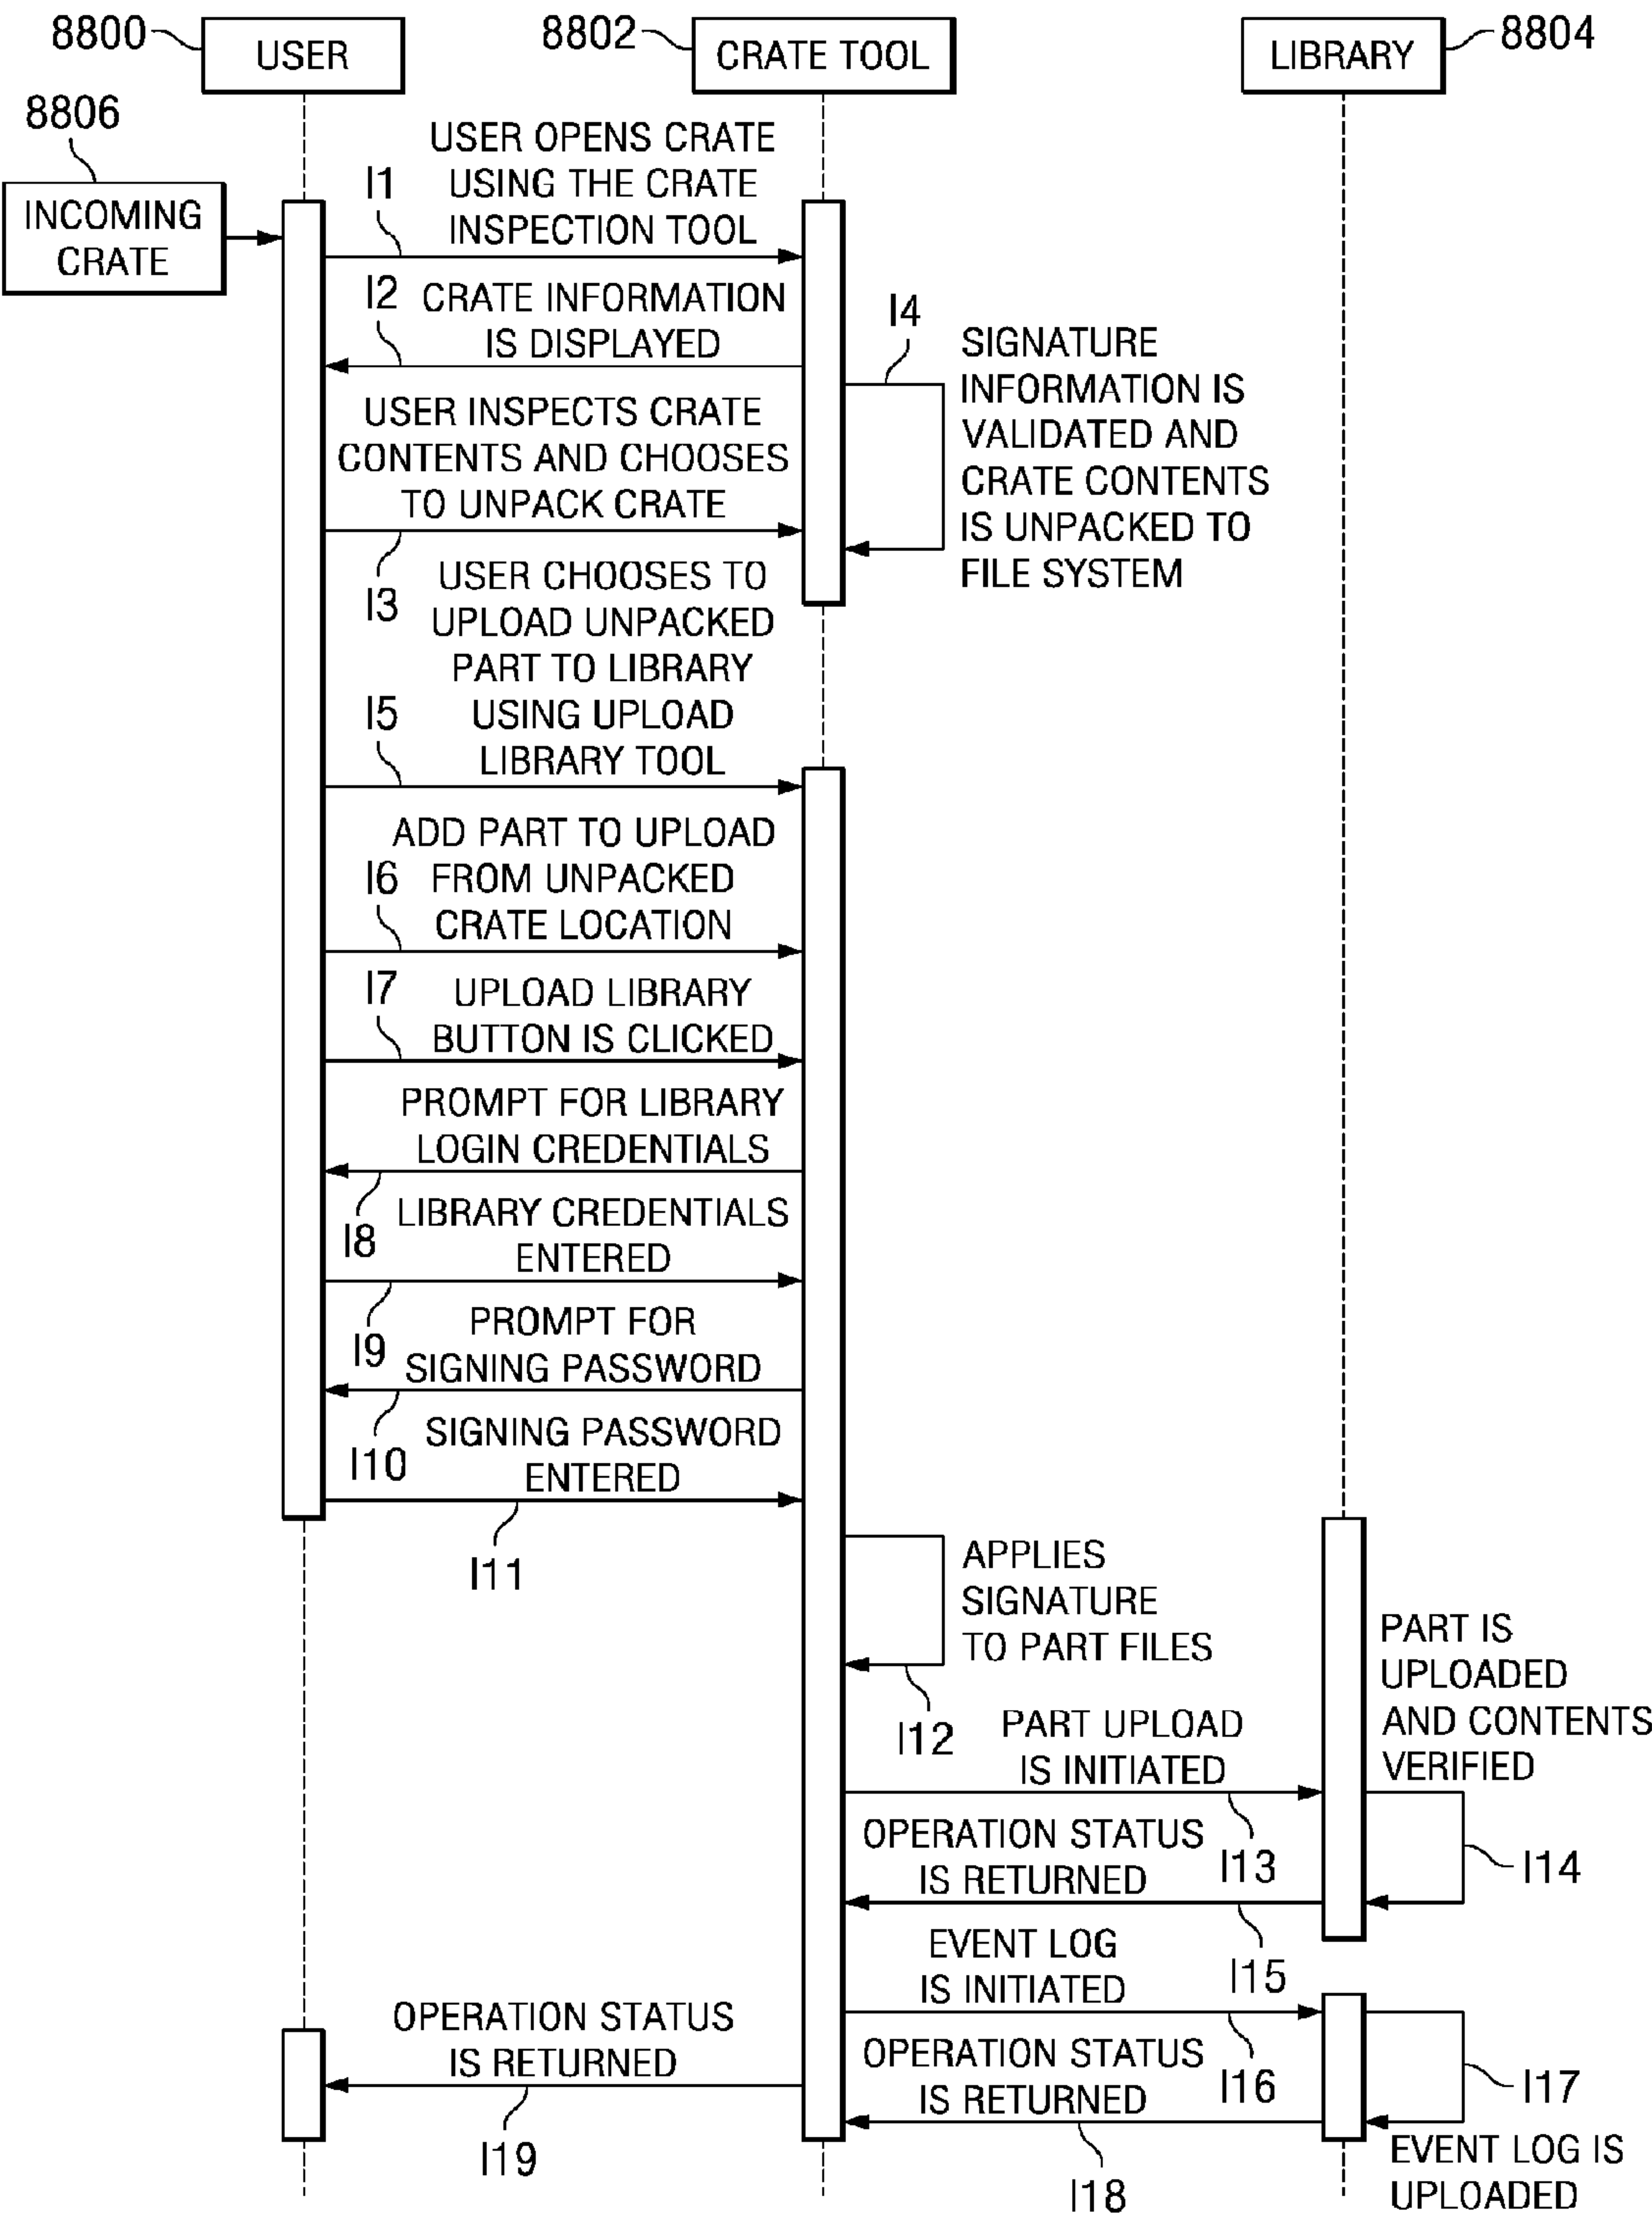 8800
USER
8802
CRATE TOOL
LIBRARY
8804
8806
INCOMING
CRATE
I1
USER OPENS CRATE
USING THE CRATE
INSPECTION TOOL
I2
CRATE INFORMATION
IS DISPLAYED
I4
SIGNATURE
INFORMATION IS
VALIDATED AND
CRATE CONTENTS
IS UNPACKED TO
FILE SYSTEM
USER INSPECTS CRATE
CONTENTS AND CHOOSES
TO UNPACK CRATE
I3
USER CHOOSES TO
UPLOAD UNPACKED
PART TO LIBRARY
USING UPLOAD
LIBRARY TOOL
I5
ADD PART TO UPLOAD
FROM UNPACKED
CRATE LOCATION
I6
I7
UPLOAD LIBRARY
BUTTON IS CLICKED
PROMPT FOR LIBRARY
LOGIN CREDENTIALS
I8
LIBRARY CREDENTIALS
ENTERED
I9
PROMPT FOR
SIGNING PASSWORD
I10
SIGNING PASSWORD
ENTERED
I11
APPLIES
SIGNATURE
TO PART FILES
I12
PART UPLOAD
IS INITIATED
I13
PART IS
UPLOADED
AND CONTENTS
VERIFIED
I14
OPERATION STATUS
IS RETURNED
I15
EVENT LOG
IS INITIATED
I16
I17
EVENT LOG IS
UPLOADED
OPERATION STATUS
IS RETURNED
I18
OPERATION STATUS
IS RETURNED
I19